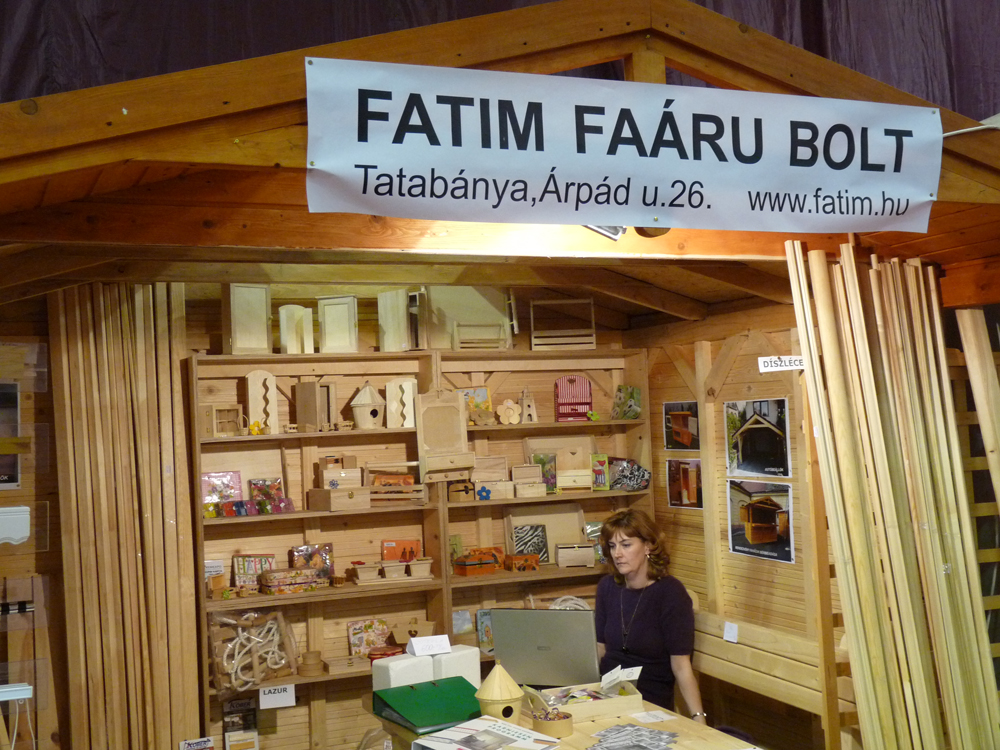 FATIM FAÁRU BOLT
Tatabánya,Árpád u.26. www.fatim.hu
DÍSZLÉCE
LAZUR